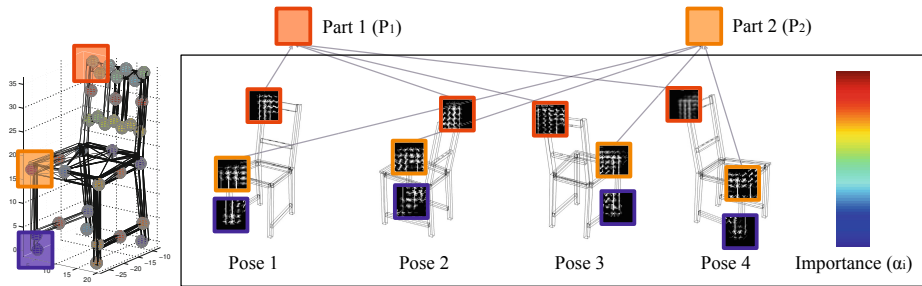 Part 1 (P₁)
Part 2 (P₂)
35
30
25
20
15
10
5
0
10
15
20
−25
−20
−15
−10
Pose 1
Pose 2
Pose 3
Pose 4
Importance (αᵢ)